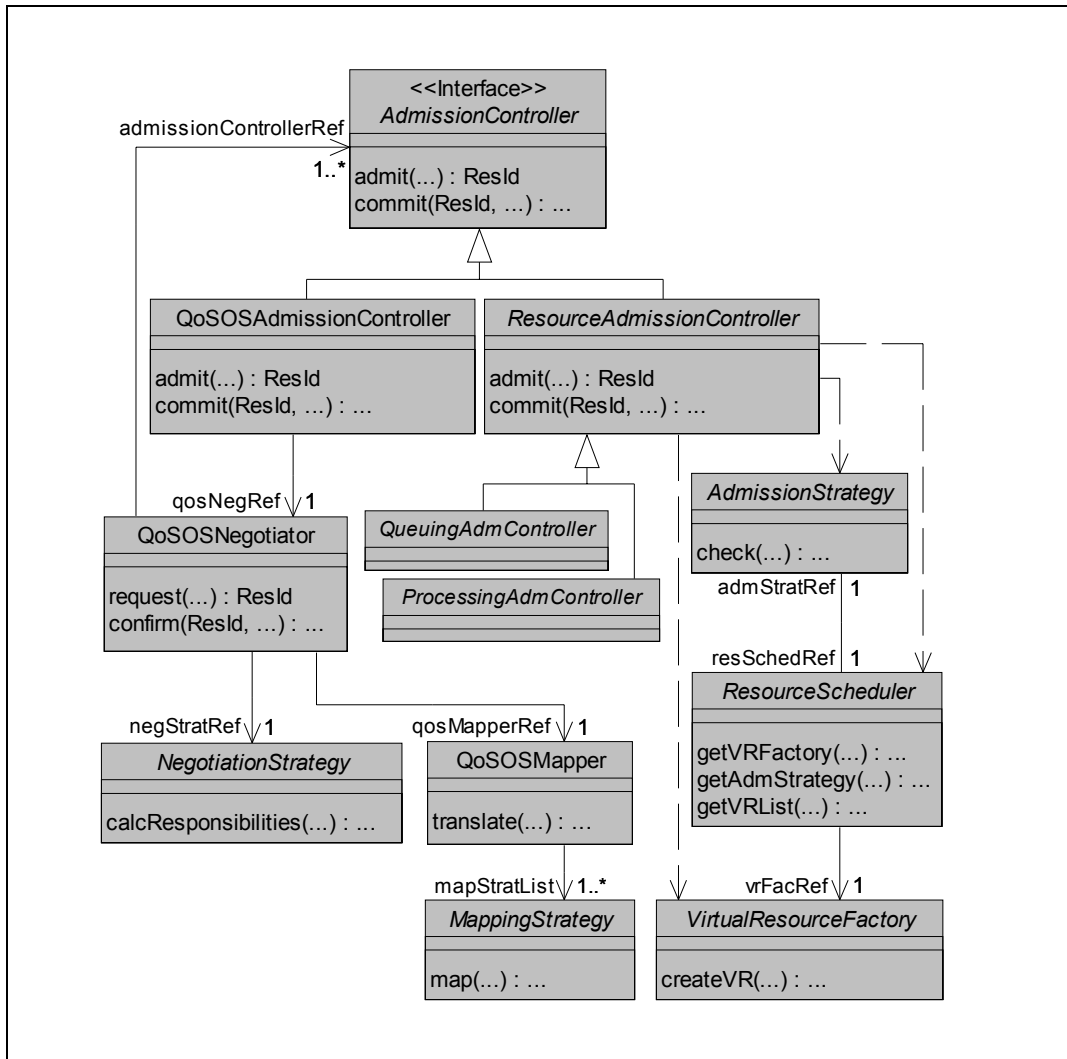 <<Interface>>
AdmissionController
admissionControllerRef
1..*
admit(...) : ResId
commit(ResId, ...) : ...
QoSOSAdmissionController
admit(...) : ResId
commit(ResId, ...) : ...
ResourceAdmissionController
admit(...) : ResId
commit(ResId, ...) : ...
qosNegRef 1
QoSOSNegotiator
request(...) : ResId
confirm(ResId, ...) : ...
QueuingAdmController
ProcessingAdmController
AdmissionStrategy
check(...) : ...
admStratRef 1
resSchedRef 1
ResourceScheduler
getVRFactory(...) : ...
getAdmStrategy(...) : ...
getVRList(...) : ...
negStratRef 1
NegotiationStrategy
calcResponsibilities(...) : ...
qosMapperRef 1
QoSOSMapper
translate(...) : ...
mapStratList 1..*
MappingStrategy
map(...) : ...
vrFacRef 1
VirtualResourceFactory
createVR(...) : ...